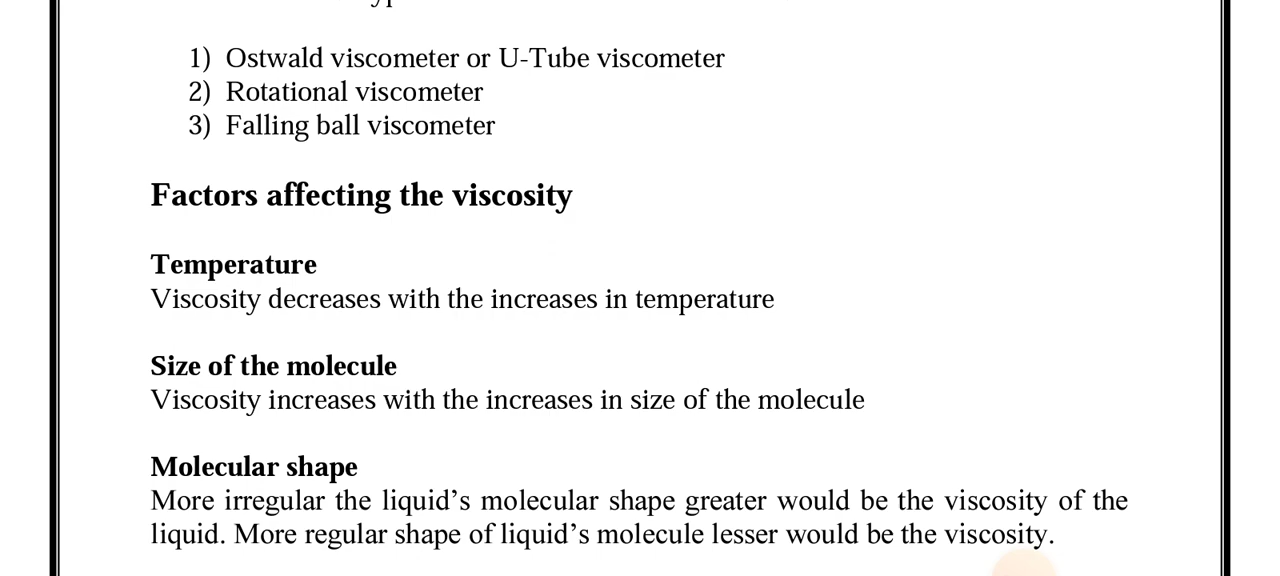 1) Ostwald viscometer or U-Tube viscometer
2) Rotational viscometer
3) Falling ball viscometer
Factors affecting the viscosity
Temperature
Viscosity decreases with the increases in temperature
Size of the molecule
Viscosity increases with the increases in size of the molecule
Molecular shape
More irregular the liquid’s molecular shape greater would be the viscosity of the
liquid. More regular shape of liquid’s molecule lesser would be the viscosity.